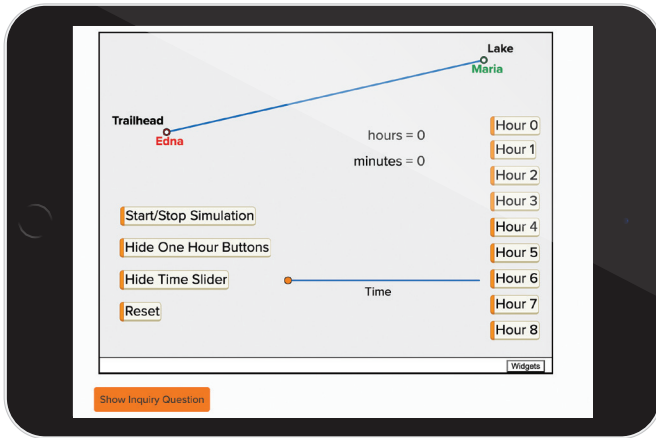 Lake
Maria
Trailhead
Edna
hours = 0
minutes = 0
Hour 0
Hour 1
Hour 2
Hour 3
Hour 4
Hour 5
Hour 6
Hour 7
Hour 8
Start/Stop Simulation
Hide One Hour Buttons
Hide Time Slider
Reset
Time
Widgets
Show Inquiry Question